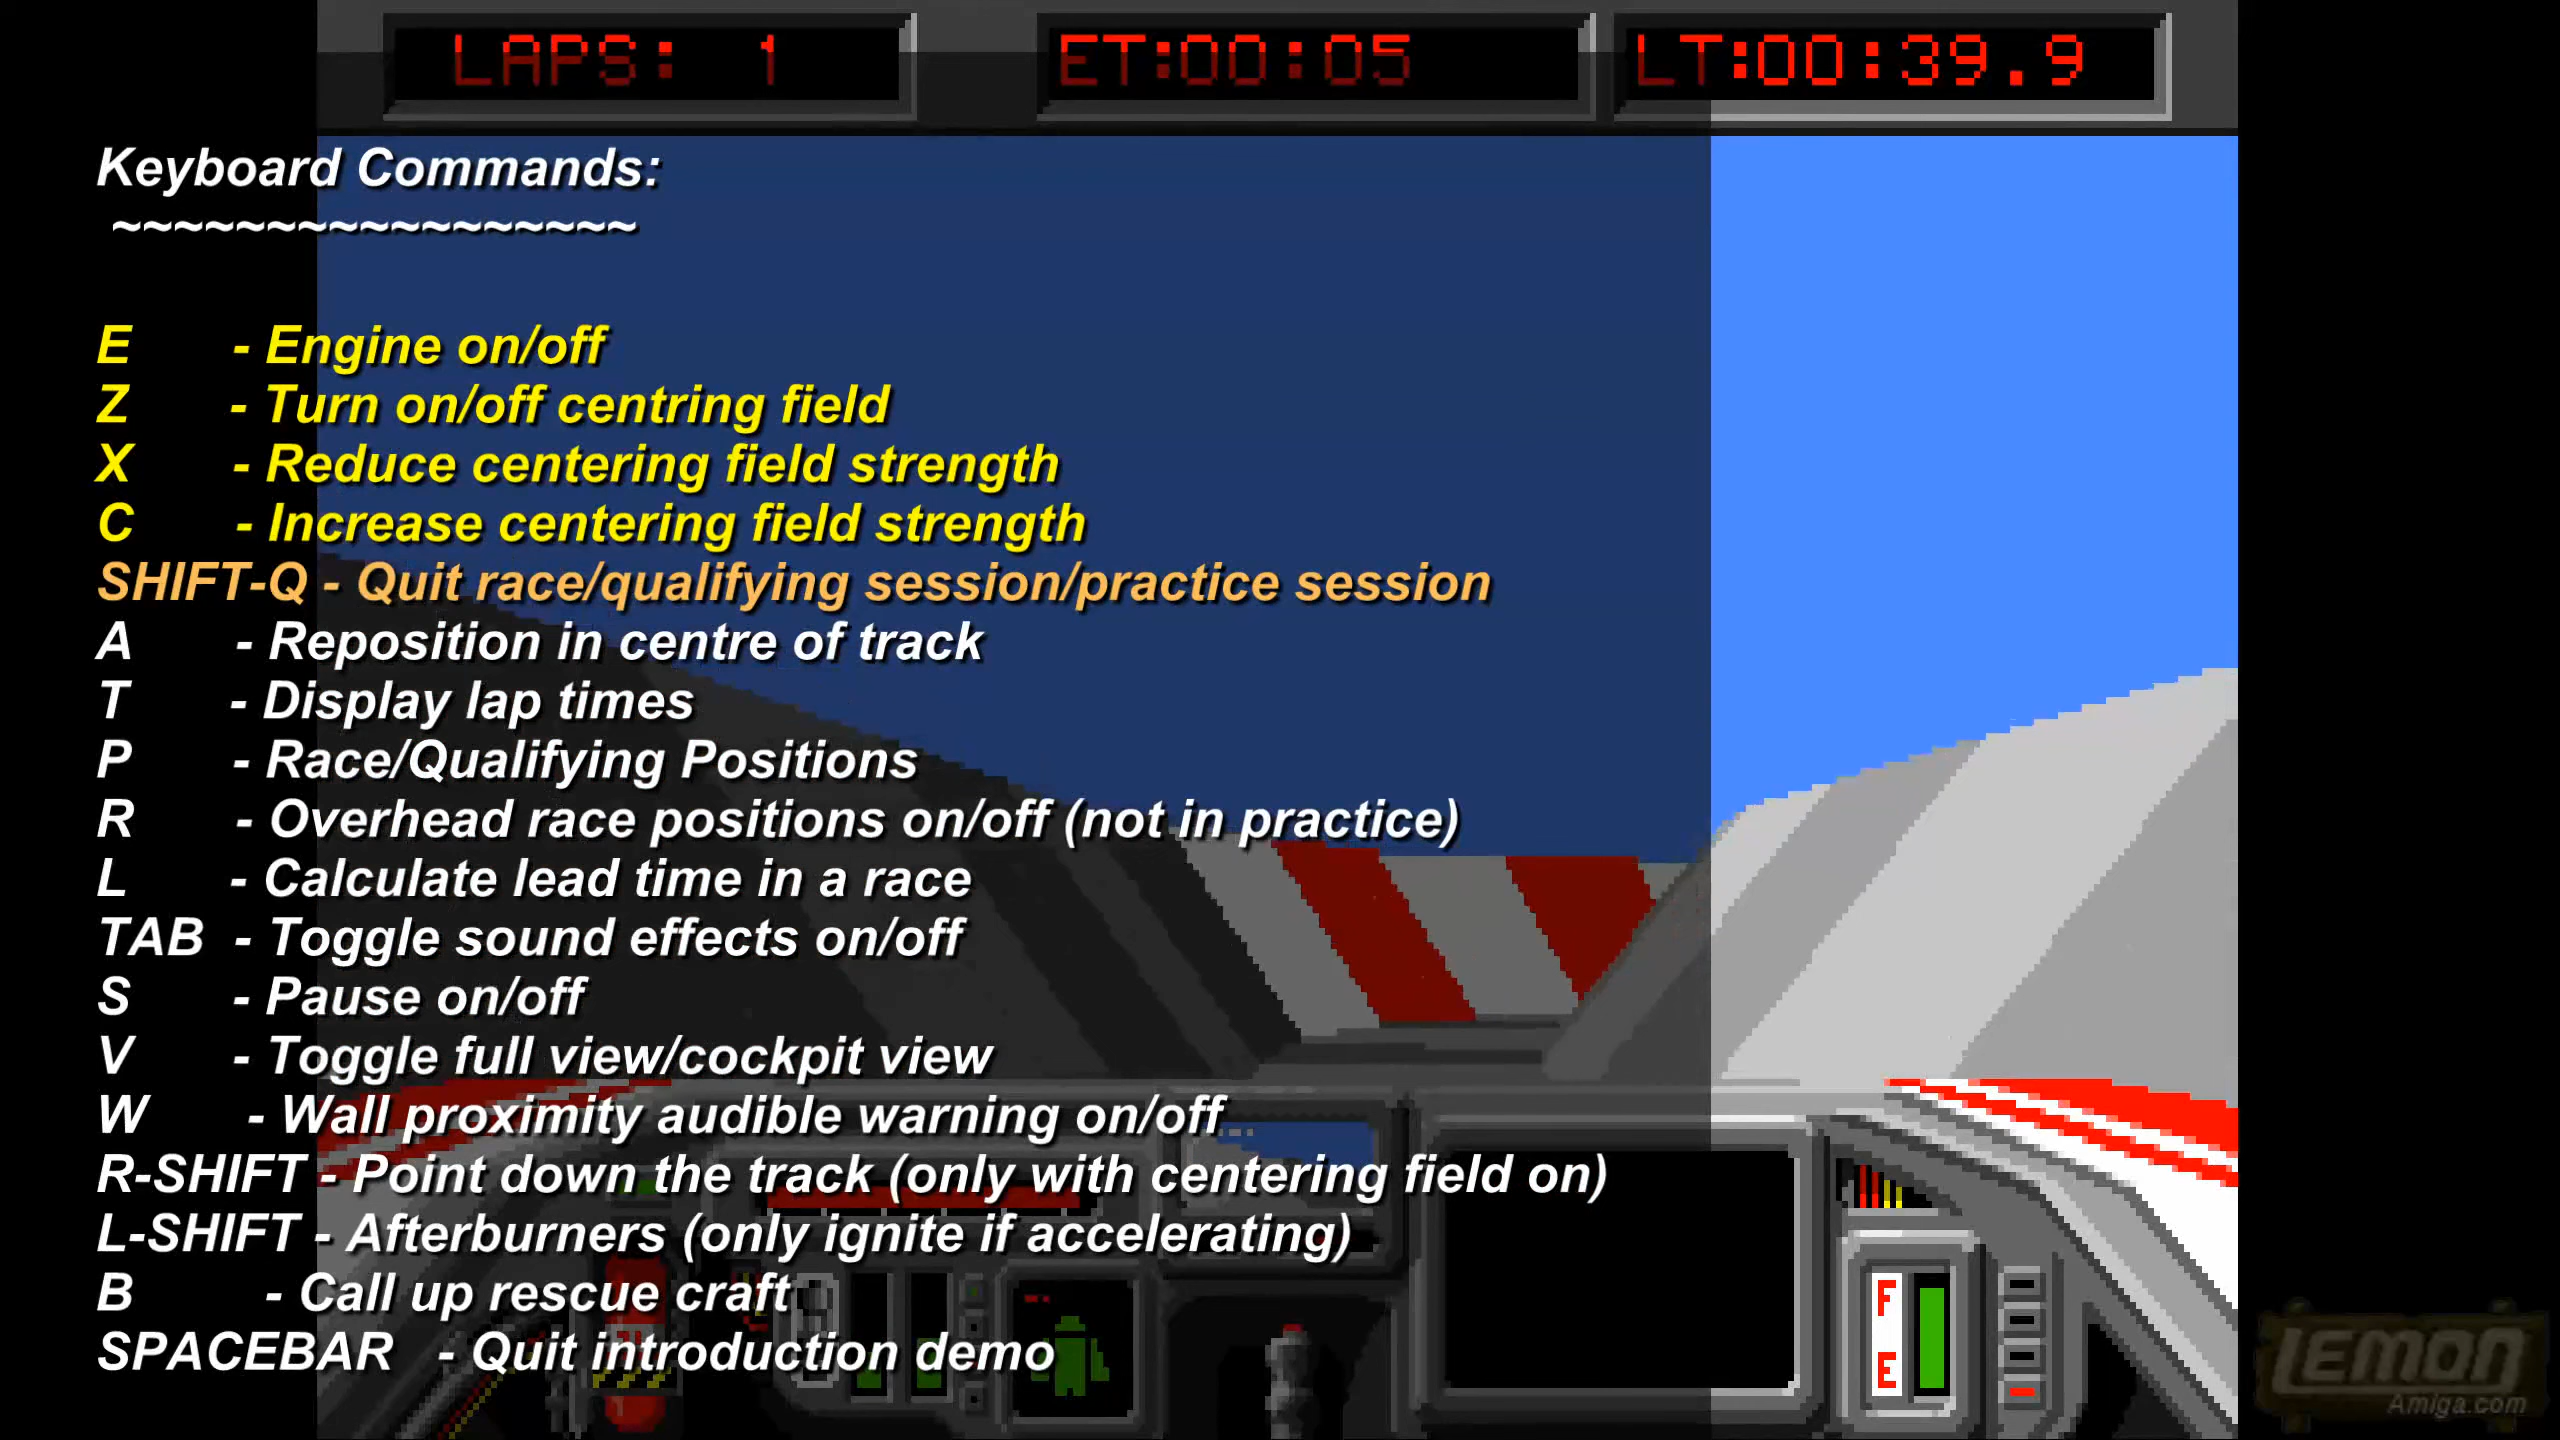 LAPS: 1 ET:00:05 LT:00:39.9
Keyboard Commands:
~~~~~~~~~~~~~~~~~
E - Engine on/off
Z - Turn on/off centring field
X - Reduce centering field strength
C - Increase centering field strength
SHIFT-Q - Quit race/qualifying session/practice session
A - Reposition in centre of track
T - Display lap times
P - Race/Qualifying Positions
R - Overhead race positions on/off (not in practice)
L - Calculate lead time in a race
TAB - Toggle sound effects on/off
S - Pause on/off
V - Toggle full view/cockpit view
W - Wall proximity audible warning on/off
R-SHIFT - Point down the track (only with centering field on)
L-SHIFT - Afterburners (only ignite if accelerating)
B - Call up rescue craft
SPACEBAR - Quit introduction demo
F
E
LEMON
Amiga.com